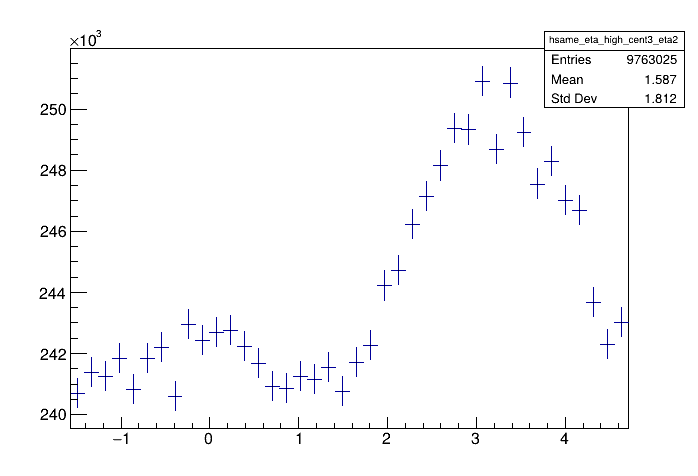 ×10³
hsame_eta_high_cent3_eta2
Entries 9763025
Mean 1.587
Std Dev 1.812
250
248
246
244
242
240
−1 0 1 2 3 4